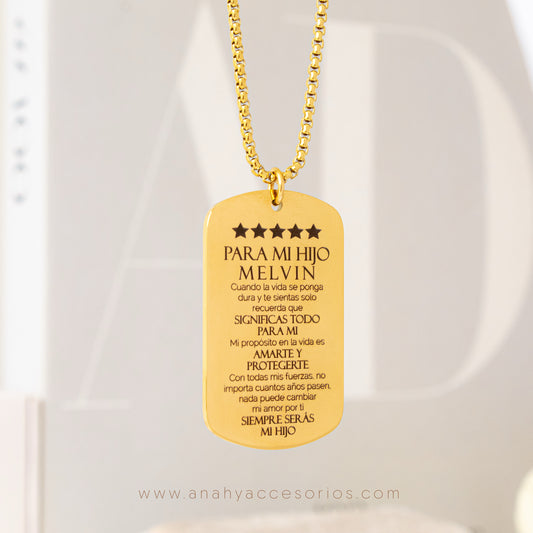 ★★★★★
PARA MI HIJO
MELVIN
Cuando la vida se ponga
dura y te sientas solo
recuerda que
SIGNIFICAS TODO
PARA MI
Mi propósito en la vida es
AMARTE Y
PROTEGERTE
Con todas mis fuerzas, no
importa cuantos años pasen,
nada puede cambiar
mi amor por ti
SIEMPRE SERÁS
MI HIJO
www.anahyaccesorios.com